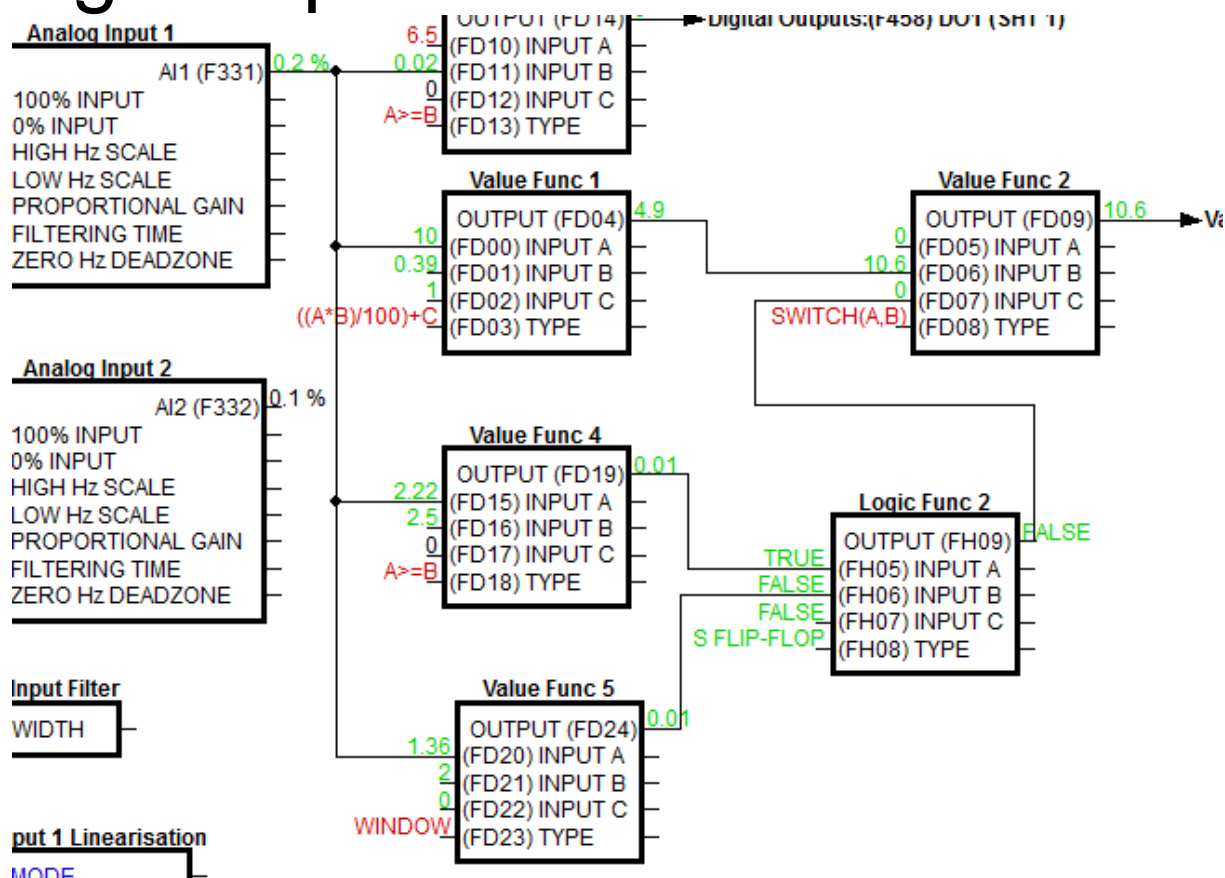 OUTPUT (FD14)
Digital Outputs:(F458) DO1 (SHT 1)
Analog Input 1
6.5
(FD10) INPUT A
AI1 (F331)
0.2 %
0.02
(FD11) INPUT B
100% INPUT
0
(FD12) INPUT C
0% INPUT
A>=B
(FD13) TYPE
HIGH Hz SCALE
LOW Hz SCALE
PROPORTIONAL GAIN
FILTERING TIME
ZERO Hz DEADZONE
Value Func 1
OUTPUT (FD04)
4.9
10
(FD00) INPUT A
0.39
(FD01) INPUT B
1
(FD02) INPUT C
((A*B)/100)+C
(FD03) TYPE
Value Func 2
OUTPUT (FD09)
10.6
Va
0
(FD05) INPUT A
10.6
(FD06) INPUT B
0
(FD07) INPUT C
SWITCH(A,B)
(FD08) TYPE
Analog Input 2
AI2 (F332)
0.1 %
100% INPUT
0% INPUT
HIGH Hz SCALE
LOW Hz SCALE
PROPORTIONAL GAIN
FILTERING TIME
ZERO Hz DEADZONE
Value Func 4
OUTPUT (FD19)
0.01
2.22
(FD15) INPUT A
2.5
(FD16) INPUT B
0
(FD17) INPUT C
A>=B
(FD18) TYPE
Logic Func 2
OUTPUT (FH09)
FALSE
TRUE
(FH05) INPUT A
FALSE
(FH06) INPUT B
FALSE
(FH07) INPUT C
S FLIP-FLOP
(FH08) TYPE
Input Filter
WIDTH
Value Func 5
OUTPUT (FD24)
0.01
1.36
(FD20) INPUT A
2
(FD21) INPUT B
0
(FD22) INPUT C
WINDOW
(FD23) TYPE
put 1 Linearisation
MODE